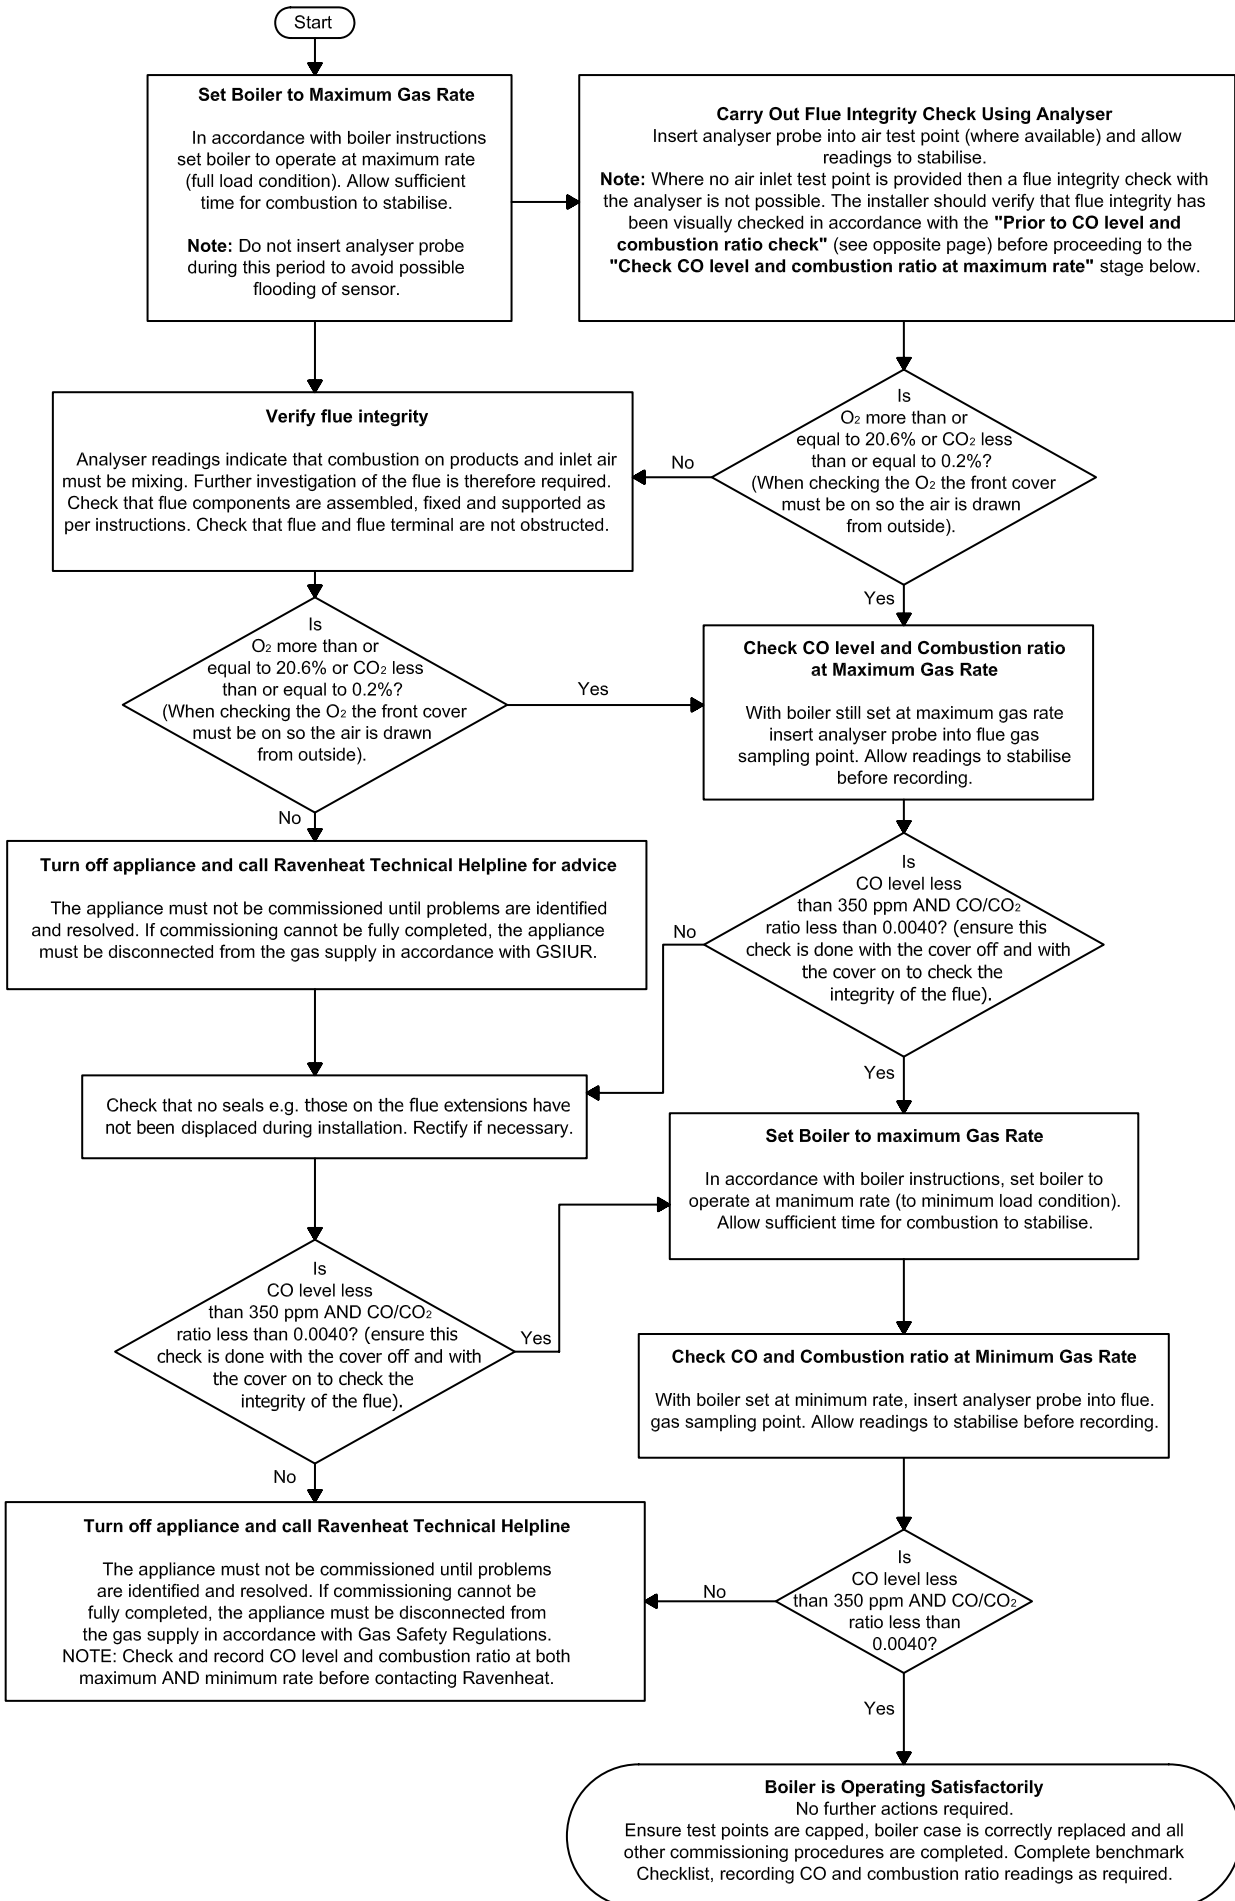 Start
Set Boiler to Maximum Gas Rate
In accordance with boiler instructions
set boiler to operate at maximum rate
(full load condition). Allow sufficient
time for combustion to stabilise.
Note: Do not insert analyser probe
during this period to avoid possible
flooding of sensor.
Carry Out Flue Integrity Check Using Analyser
Insert analyser probe into air test point (where available) and allow
readings to stabilise.
Note: Where no air inlet test point is provided then a flue integrity check with
the analyser is not possible. The installer should verify that flue integrity has
been visually checked in accordance with the "Prior to CO level and
combustion ratio check" (see opposite page) before proceeding to the
"Check CO level and combustion ratio at maximum rate" stage below.
Is
O₂ more than or
equal to 20.6% or CO₂ less
than or equal to 0.2%?
(When checking the O₂ the front cover
must be on so the air is drawn
from outside).
No
Yes
Verify flue integrity
Analyser readings indicate that combustion on products and inlet air
must be mixing. Further investigation of the flue is therefore required.
Check that flue components are assembled, fixed and supported as
per instructions. Check that flue and flue terminal are not obstructed.
Is
O₂ more than or
equal to 20.6% or CO₂ less
than or equal to 0.2%?
(When checking the O₂ the front cover
must be on so the air is drawn
from outside).
Yes
No
Check CO level and Combustion ratio
at Maximum Gas Rate
With boiler still set at maximum gas rate
insert analyser probe into flue gas
sampling point. Allow readings to stabilise
before recording.
Turn off appliance and call Ravenheat Technical Helpline for advice
The appliance must not be commissioned until problems are identified
and resolved. If commissioning cannot be fully completed, the appliance
must be disconnected from the gas supply in accordance with GSIUR.
Is
CO level less
than 350 ppm AND CO/CO₂
ratio less than 0.0040? (ensure this
check is done with the cover off and with
the cover on to check the
integrity of the flue).
No
Yes
Check that no seals e.g. those on the flue extensions have
not been displaced during installation. Rectify if necessary.
Set Boiler to maximum Gas Rate
In accordance with boiler instructions, set boiler to
operate at manimum rate (to minimum load condition).
Allow sufficient time for combustion to stabilise.
Is
CO level less
than 350 ppm AND CO/CO₂
ratio less than 0.0040? (ensure this
check is done with the cover off and with
the cover on to check the
integrity of the flue).
Yes
No
Check CO and Combustion ratio at Minimum Gas Rate
With boiler set at minimum rate, insert analyser probe into flue.
gas sampling point. Allow readings to stabilise before recording.
Turn off appliance and call Ravenheat Technical Helpline
The appliance must not be commissioned until problems
are identified and resolved. If commissioning cannot be
fully completed, the appliance must be disconnected from
the gas supply in accordance with Gas Safety Regulations.
NOTE: Check and record CO level and combustion ratio at both
maximum AND minimum rate before contacting Ravenheat.
Is
CO level less
than 350 ppm AND CO/CO₂
ratio less than
0.0040?
No
Yes
Boiler is Operating Satisfactorily
No further actions required.
Ensure test points are capped, boiler case is correctly replaced and all
other commissioning procedures are completed. Complete benchmark
Checklist, recording CO and combustion ratio readings as required.